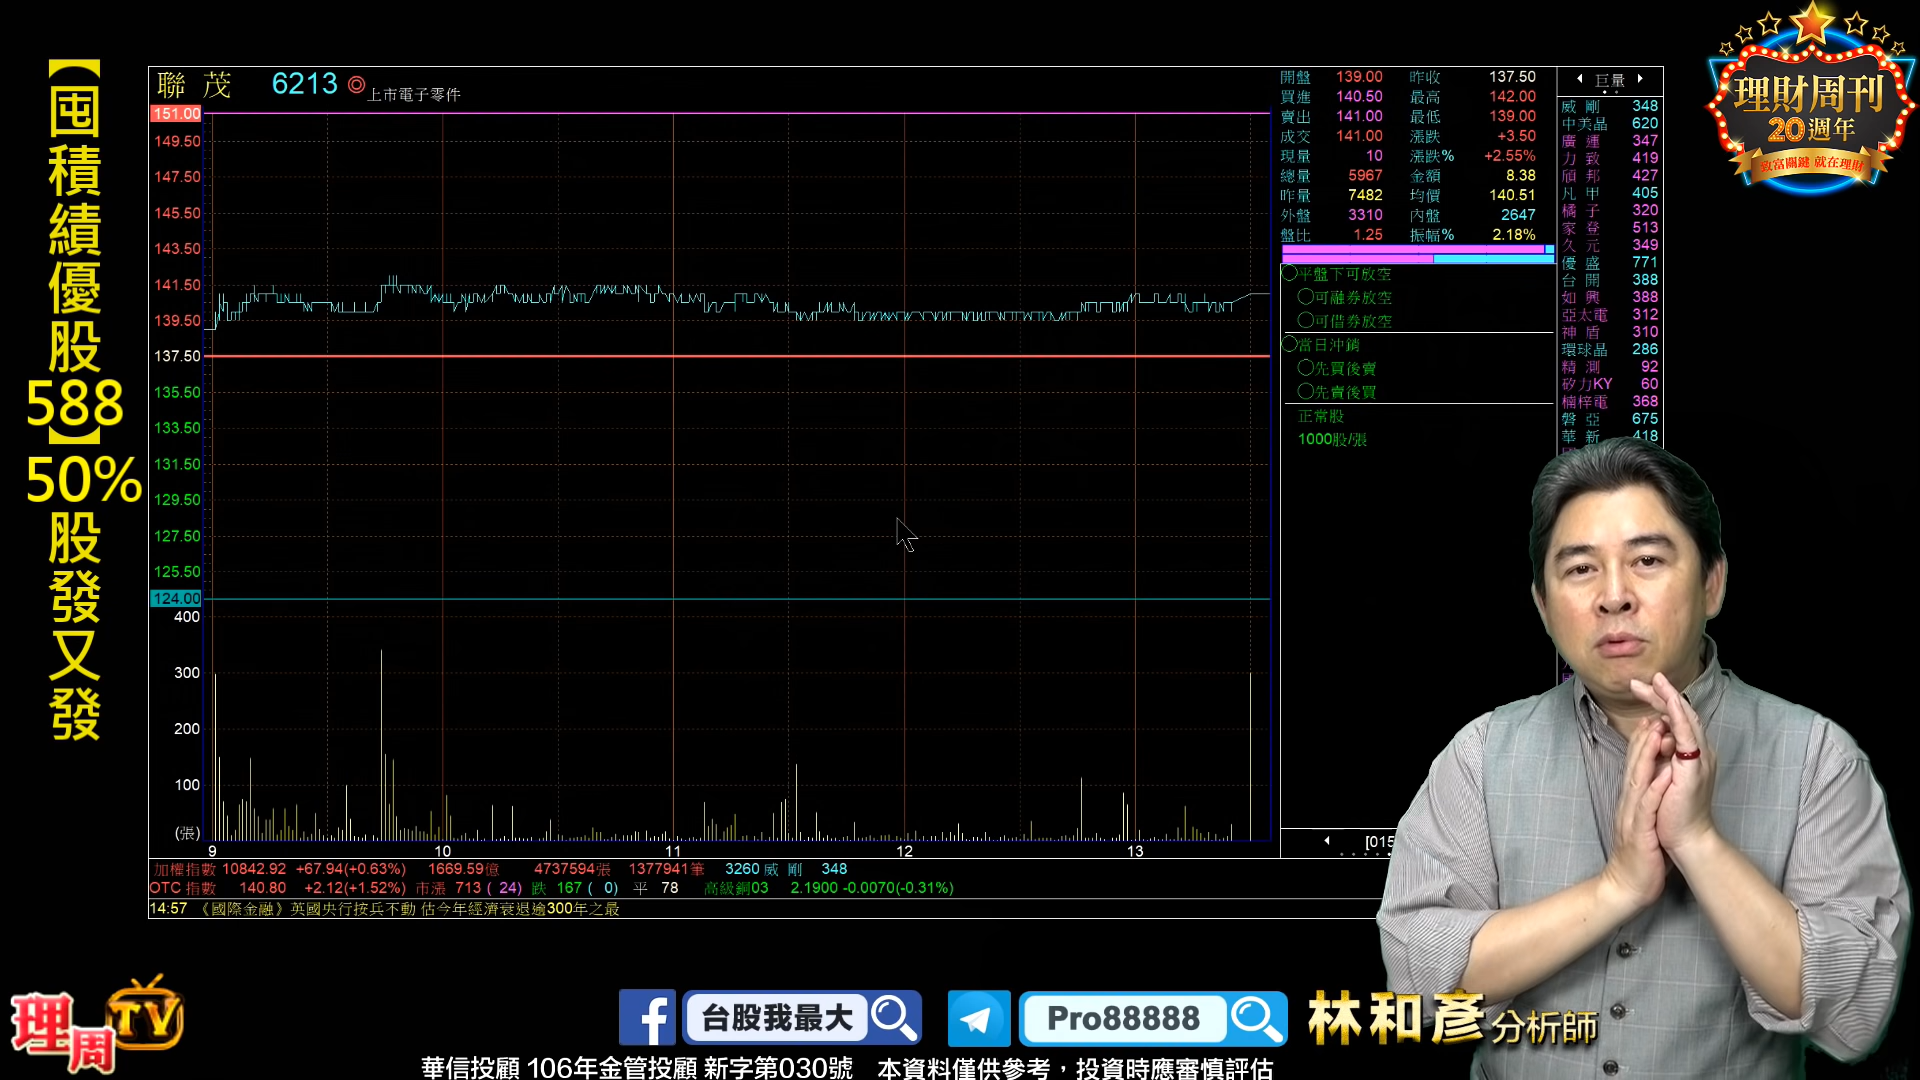 【囤積績優股588】50%股發又發
聯茂 6213 ◎上市電子零件
151.00
149.50
147.50
145.50
143.50
141.50
139.50
137.50
135.50
133.50
131.50
129.50
127.50
125.50
124.00
400
300
200
100
(張)
9 10 11 12 13
開盤 139.00 昨收 137.50
買進 140.50 最高 142.00
賣出 141.00 最低 139.00
成交 141.00 漲跌 +3.50
現量 10 漲跌% +2.55%
總量 5967 金額 8.38
昨量 7482 均價 140.51
外盤 3310 內盤 2647
盤比 1.25 振幅% 2.18%
◯平盤下可放空
◯可融券放空
◯可借券放空
◯當日沖銷
◯先買後賣
◯先賣後買
正常股
1000股/張
[015
巨量
威剛 348
中美晶 620
廣運 347
力致 419
頎邦 427
凡甲 405
橘子 320
家登 513
久元 349
優盛 771
台開 388
如興 388
亞太電 312
神盾 310
環球晶 286
精測 92
矽力KY 60
楠梓電 368
磐亞 675
華新 418
加權指數 10842.92 +67.94(+0.63%) 1669.59億 4737594張 1377941筆 3260 威剛 348
OTC 指數 140.80 +2.12(+1.52%) 市漲 713 ( 24) 跌 167 ( 0) 平 78 高級銅03 2.1900 -0.0070(-0.31%)
14:57 《國際金融》英國央行按兵不動 估今年經濟衰退逾300年之最
理財周刊
20週年
致富關鍵 就在理財
理周TV
台股我最大
Pro88888
林和彥分析師
華信投顧 106年金管投顧 新字第030號 本資料僅供參考，投資時應審慎評估